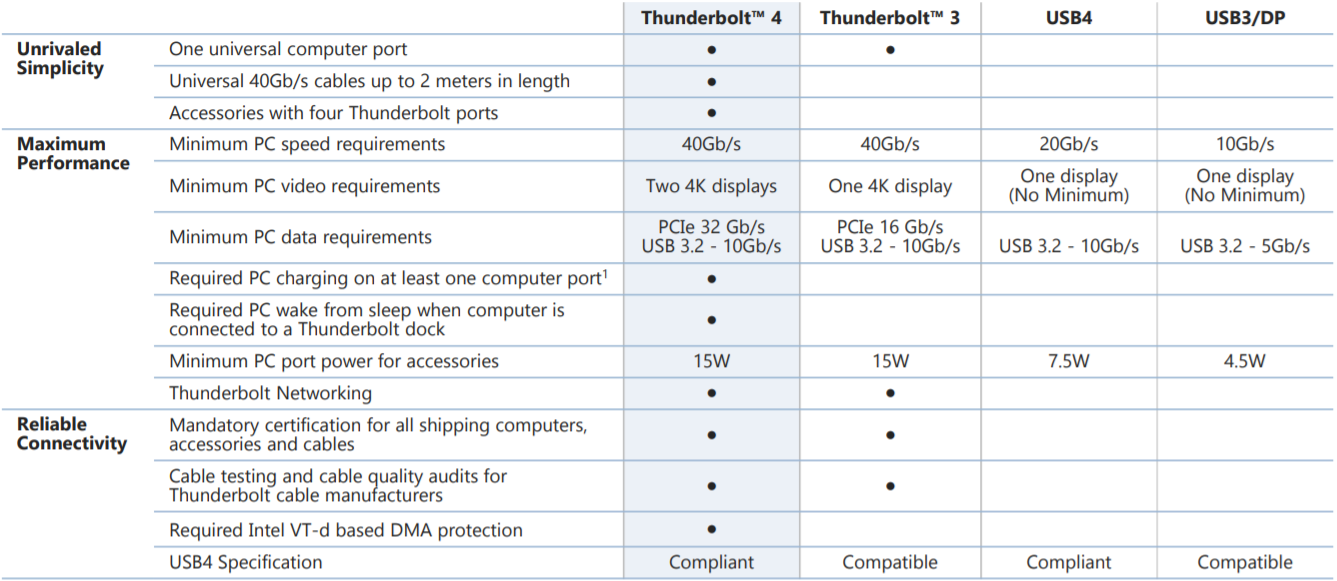 Thunderbolt™ 4 Thunderbolt™ 3 USB4 USB3/DP
Unrivaled
Simplicity
One universal computer port ● ●
Universal 40Gb/s cables up to 2 meters in length ●
Accessories with four Thunderbolt ports ●
Maximum
Performance
Minimum PC speed requirements 40Gb/s 40Gb/s 20Gb/s 10Gb/s
Minimum PC video requirements Two 4K displays One 4K display One display
(No Minimum) One display
(No Minimum)
Minimum PC data requirements PCIe 32 Gb/s
USB 3.2 - 10Gb/s PCIe 16 Gb/s
USB 3.2 - 10Gb/s USB 3.2 - 10Gb/s USB 3.2 - 5Gb/s
Required PC charging on at least one computer port¹ ●
Required PC wake from sleep when computer is
connected to a Thunderbolt dock ●
Minimum PC port power for accessories 15W 15W 7.5W 4.5W
Thunderbolt Networking ● ●
Reliable
Connectivity
Mandatory certification for all shipping computers,
accessories and cables ● ●
Cable testing and cable quality audits for
Thunderbolt cable manufacturers ● ●
Required Intel VT-d based DMA protection ●
USB4 Specification Compliant Compatible Compliant Compatible